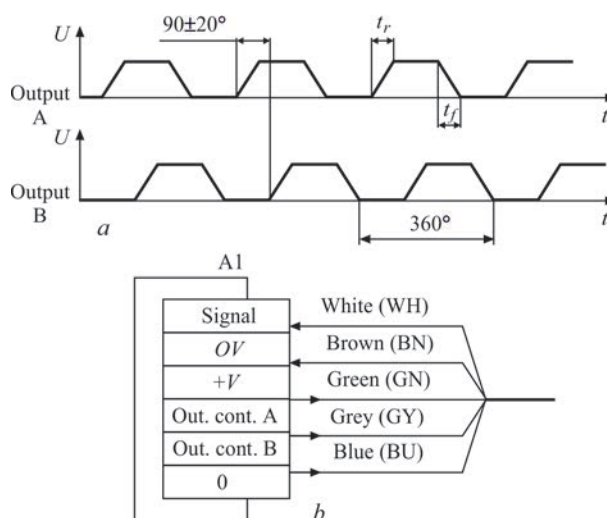 U
90±20°
t_r
Output
A
t_f
t
U
Output
B
a
360°
t
A1
Signal
White (WH)
OV
Brown (BN)
+V
Green (GN)
Out. cont. A
Grey (GY)
Out. cont. B
Blue (BU)
0
b